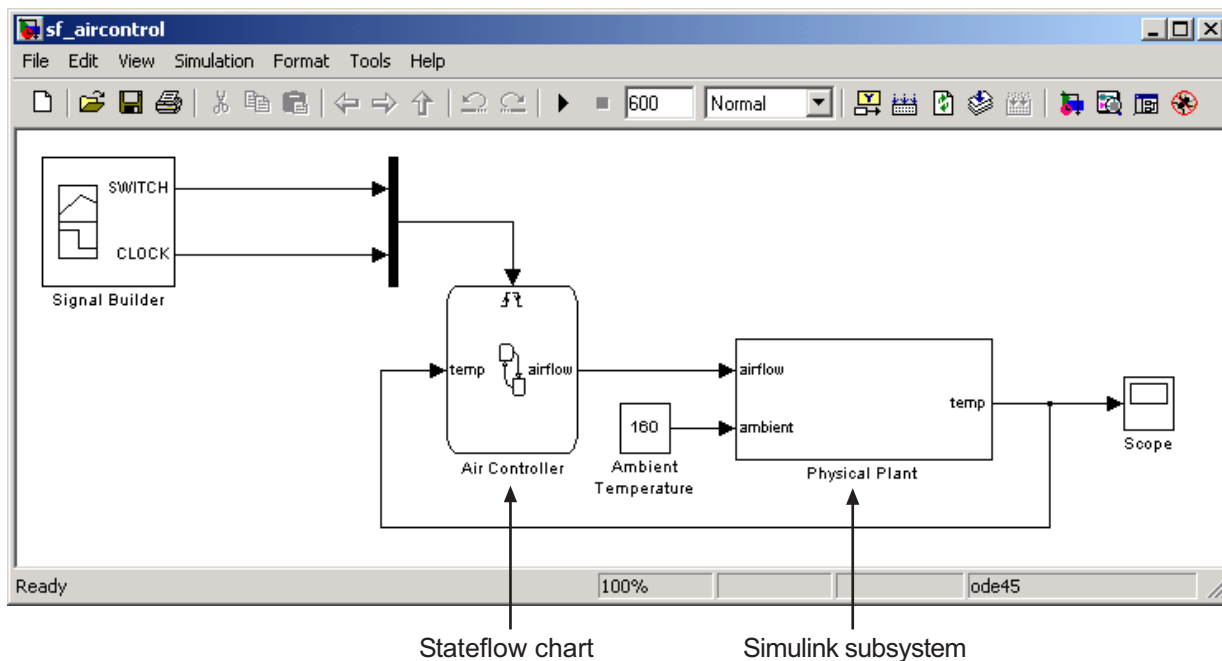 sf_aircontrol
File Edit View Simulation Format Tools Help
600 Normal
SWITCH
CLOCK
Signal Builder
temp airflow
Air Controller
160
Ambient
Temperature
airflow
ambient
temp
Physical Plant
Scope
Ready 100% ode45
Stateflow chart Simulink subsystem